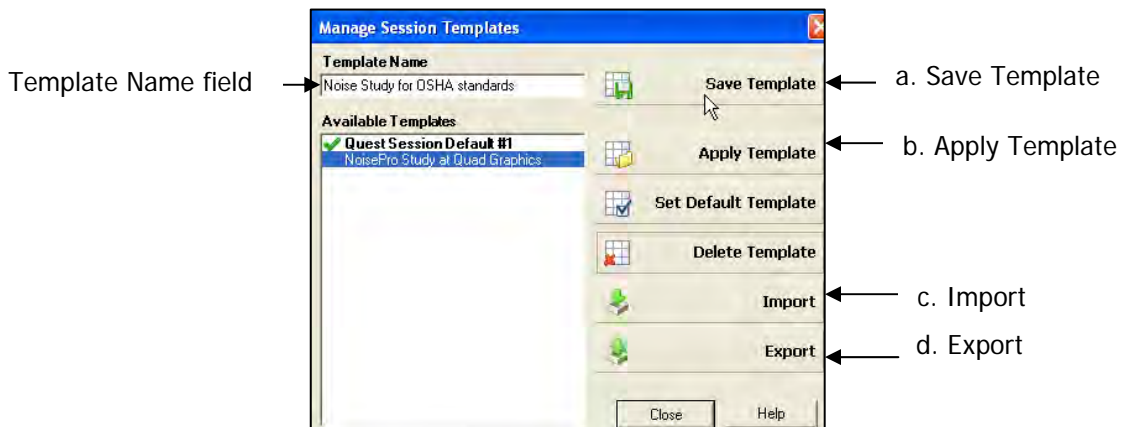 Manage Session Templates
Template Name
Template Name field
Noise Study for OSHA standards
Save Template
a. Save Template
Available Templates
Quest Session Default #1
NoisePro Study at Quad Graphics
Apply Template
b. Apply Template
Set Default Template
Delete Template
Import
c. Import
Export
d. Export
Close
Help